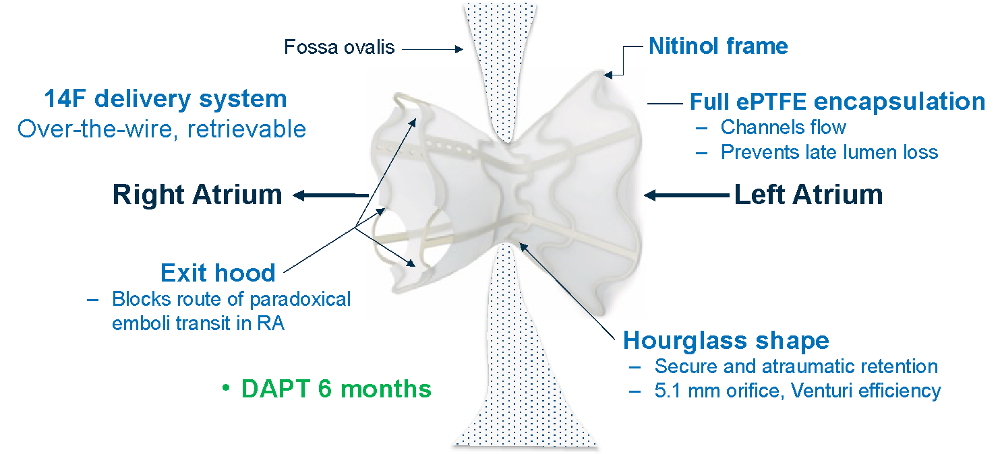 Fossa ovalis
Nitinol frame
14F delivery system
Over-the-wire, retrievable
Full ePTFE encapsulation
– Channels flow
– Prevents late lumen loss
Right Atrium
Left Atrium
Exit hood
– Blocks route of paradoxical
emboli transit in RA
Hourglass shape
– Secure and atraumatic retention
– 5.1 mm orifice, Venturi efficiency
• DAPT 6 months